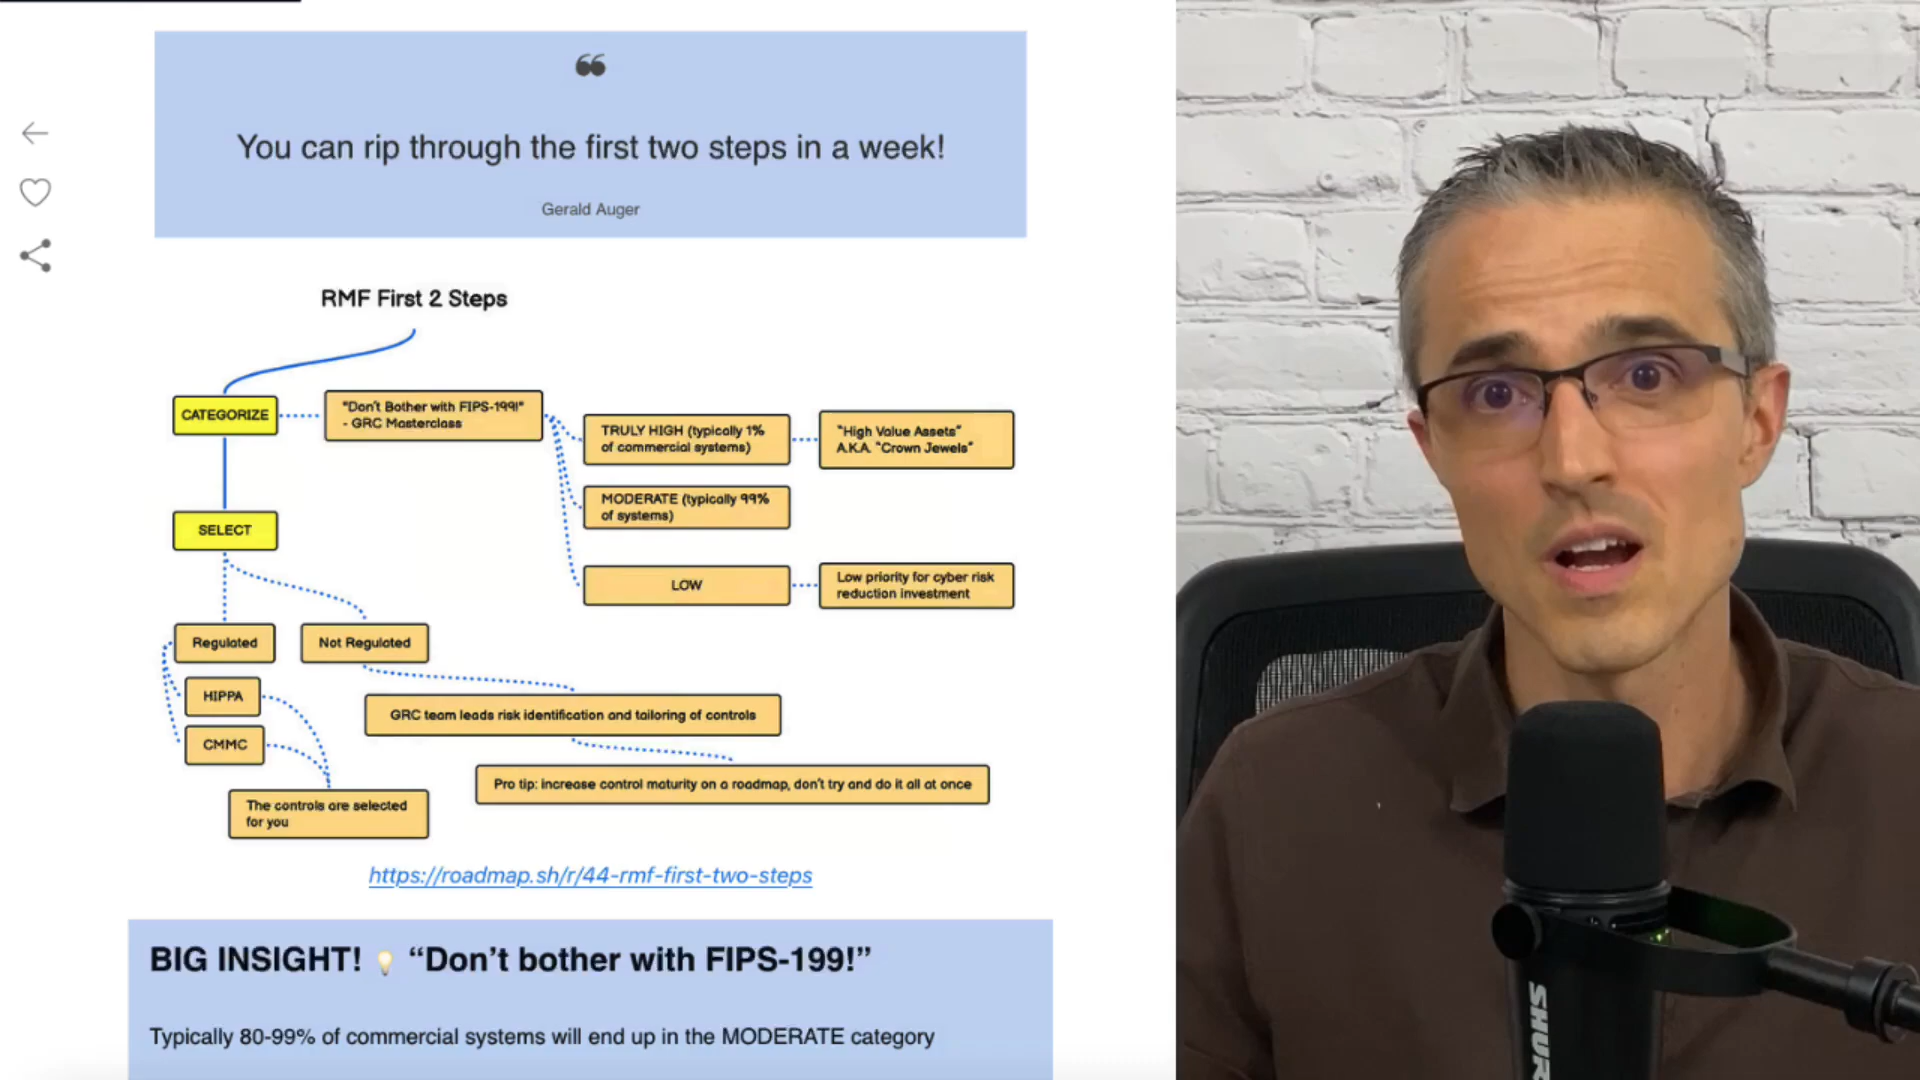 ❝
You can rip through the first two steps in a week!
Gerald Auger
RMF First 2 Steps
CATEGORIZE
"Don't Bother with FIPS-199!"
- GRC Masterclass
TRULY HIGH (typically 1%
of commercial systems)
"High Value Assets"
A.K.A. "Crown Jewels"
MODERATE (typically 99%
of systems)
SELECT
LOW
Low priority for cyber risk
reduction investment
Regulated
Not Regulated
HIPPA
GRC team leads risk identification and tailoring of controls
CMMC
Pro tip: increase control maturity on a roadmap, don't try and do it all at once
The controls are selected
for you
https://roadmap.sh/r/44-rmf-first-two-steps
BIG INSIGHT! 💡 “Don’t bother with FIPS-199!”
Typically 80-99% of commercial systems will end up in the MODERATE category
SHUR